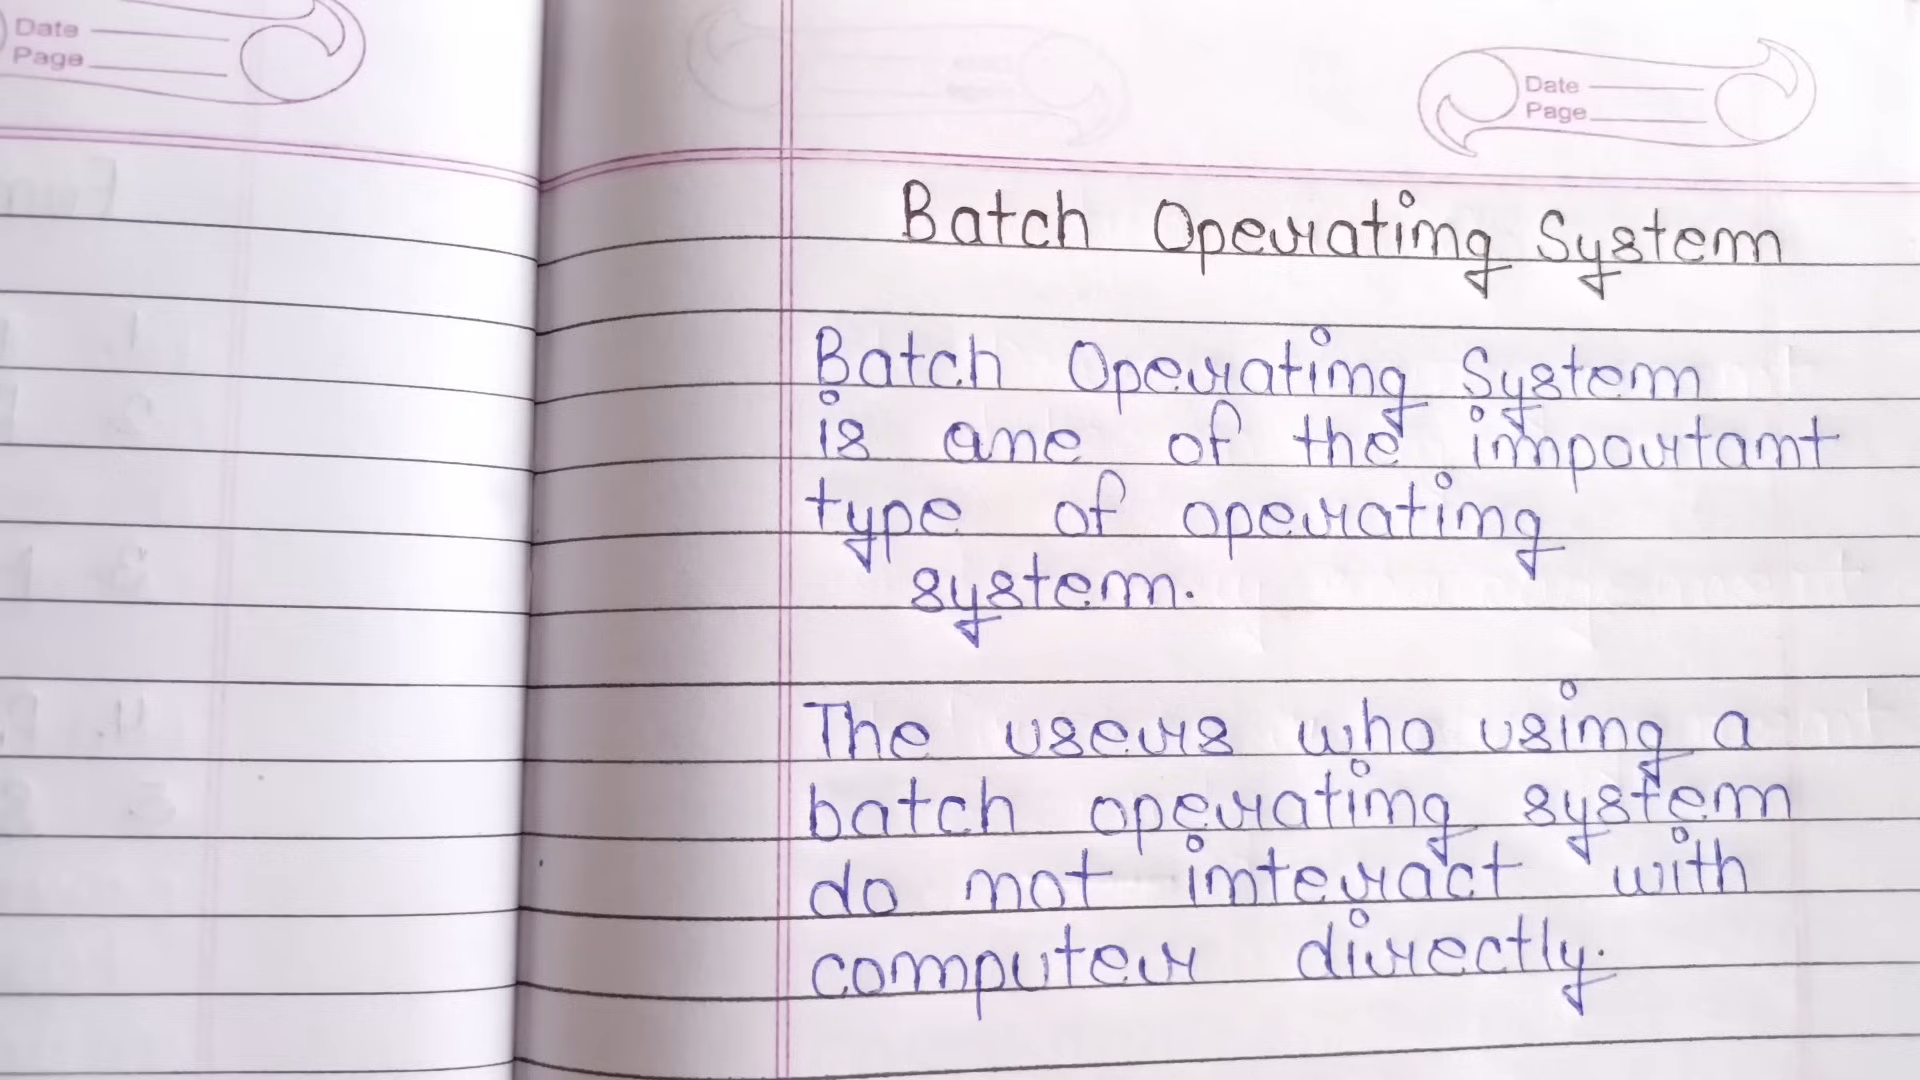 Date
Page
Date
Page
Batch Operating System
Batch Operating System
is one of the important
type of operating
system.
The users who using a
batch operating system
do not interact with
computer directly.